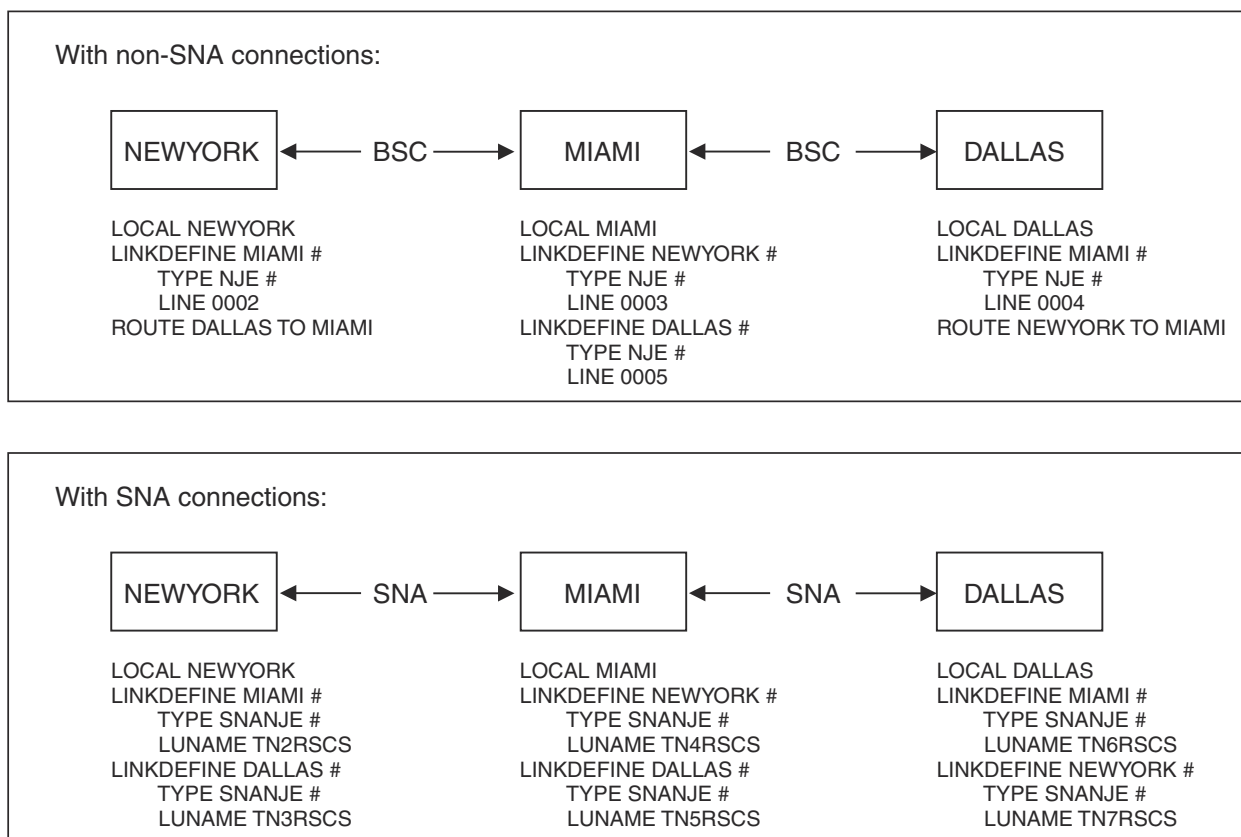 With non-SNA connections:
NEWYORK
BSC
MIAMI
BSC
DALLAS
LOCAL NEWYORK
LINKDEFINE MIAMI #
TYPE NJE #
LINE 0002
ROUTE DALLAS TO MIAMI
LOCAL MIAMI
LINKDEFINE NEWYORK #
TYPE NJE #
LINE 0003
LINKDEFINE DALLAS #
TYPE NJE #
LINE 0005
LOCAL DALLAS
LINKDEFINE MIAMI #
TYPE NJE #
LINE 0004
ROUTE NEWYORK TO MIAMI
With SNA connections:
NEWYORK
SNA
MIAMI
SNA
DALLAS
LOCAL NEWYORK
LINKDEFINE MIAMI #
TYPE SNANJE #
LUNAME TN2RSCS
LINKDEFINE DALLAS #
TYPE SNANJE #
LUNAME TN3RSCS
LOCAL MIAMI
LINKDEFINE NEWYORK #
TYPE SNANJE #
LUNAME TN4RSCS
LINKDEFINE DALLAS #
TYPE SNANJE #
LUNAME TN5RSCS
LOCAL DALLAS
LINKDEFINE MIAMI #
TYPE SNANJE #
LUNAME TN6RSCS
LINKDEFINE NEWYORK #
TYPE SNANJE #
LUNAME TN7RSCS